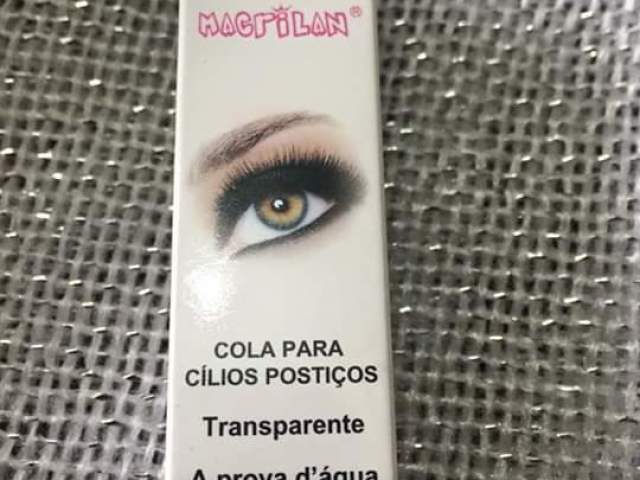 MACRILAN®
COLA PARA
CÍLIOS POSTIÇOS
Transparente
A prova d'água